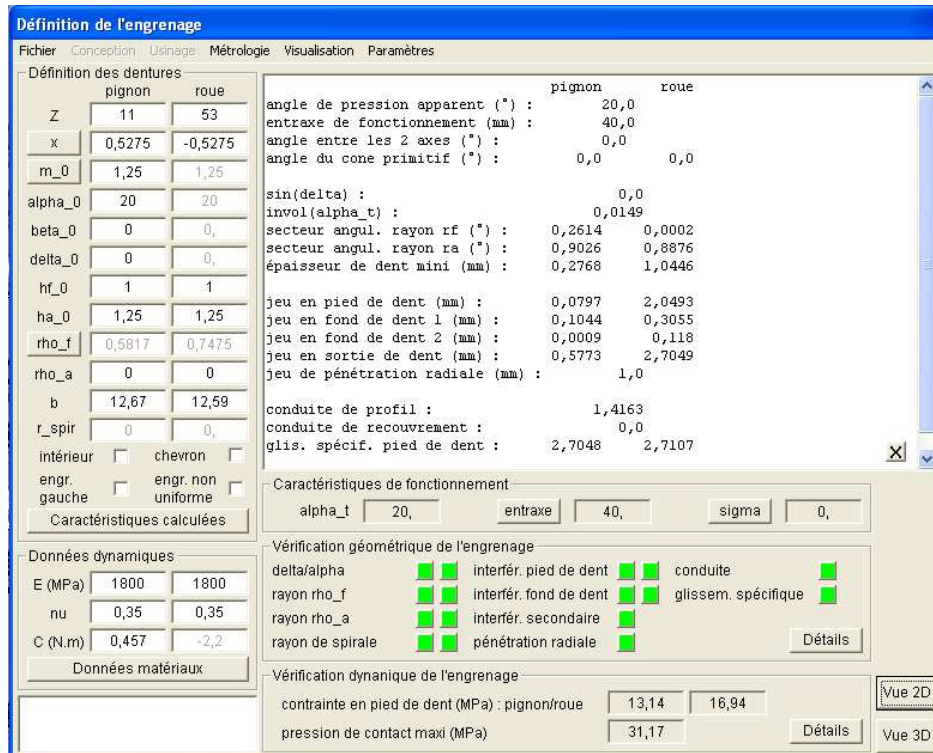 Définition de l'engrenage
Fichier Conception Usinage Métrologie Visualisation Paramètres
Définition des dentures
pignon roue
Z 11 53
x 0,5275 -0,5275
m_0 1,25 1,25
alpha_0 20 20
beta_0 0 0,
delta_0 0 0,
hf_0 1 1
ha_0 1,25 1,25
rho_f 0,5817 0,7475
rho_a 0 0
b 12,67 12,59
r_spir 0 0,
intérieur chevron
engr. gauche engr. non uniforme
Caractéristiques calculées
Données dynamiques
E (MPa) 1800 1800
nu 0,35 0,35
C (N.m) 0,457 -2,2
Données matériaux
pignon roue
angle de pression apparent (°) : 20,0
entraxe de fonctionnement (mm) : 40,0
angle entre les 2 axes (°) : 0,0
angle du cone primitif (°) : 0,0 0,0
sin(delta) : 0,0
invol(alpha_t) : 0,0149
secteur angul. rayon rf (°) : 0,2614 0,0002
secteur angul. rayon ra (°) : 0,9026 0,8876
épaisseur de dent mini (mm) : 0,2768 1,0446
jeu en pied de dent (mm) : 0,0797 2,0493
jeu en fond de dent 1 (mm) : 0,1044 0,3055
jeu en fond de dent 2 (mm) : 0,0009 0,118
jeu en sortie de dent (mm) : 0,5773 2,7049
jeu de pénétration radiale (mm) : 1,0
conduite de profil : 1,4163
conduite de recouvrement : 0,0
glis. spécif. pied de dent : 2,7048 2,7107
X
Caractéristiques de fonctionnement
alpha_t 20, entraxe 40, sigma 0,
Vérification géométrique de l'engrenage
delta/alpha interfér. pied de dent conduite
rayon rho_f interfér. fond de dent glissem. spécifique
rayon rho_a interfér. secondaire
rayon de spirale pénétration radiale Détails
Vérification dynamique de l'engrenage
contrainte en pied de dent (MPa) : pignon/roue 13,14 16,94
pression de contact maxi (MPa) 31,17 Détails
Vue 2D
Vue 3D